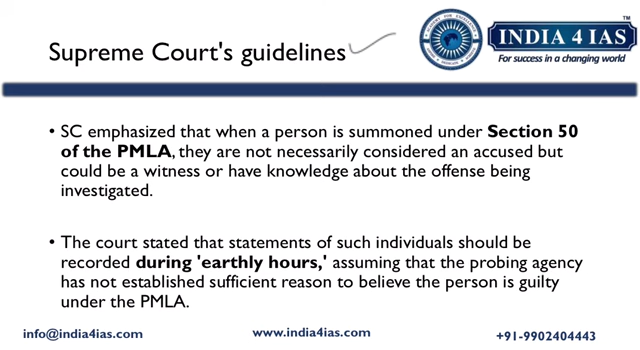 Supreme Court's guidelines
INDIA 4 IAS
TM
For success in a changing world
• SC emphasized that when a person is summoned under Section 50
of the PMLA, they are not necessarily considered an accused but
could be a witness or have knowledge about the offense being
investigated.
• The court stated that statements of such individuals should be
recorded during 'earthly hours,' assuming that the probing agency
has not established sufficient reason to believe the person is guilty
under the PMLA.
info@india4ias.com
www.india4ias.com
+91-9902404443